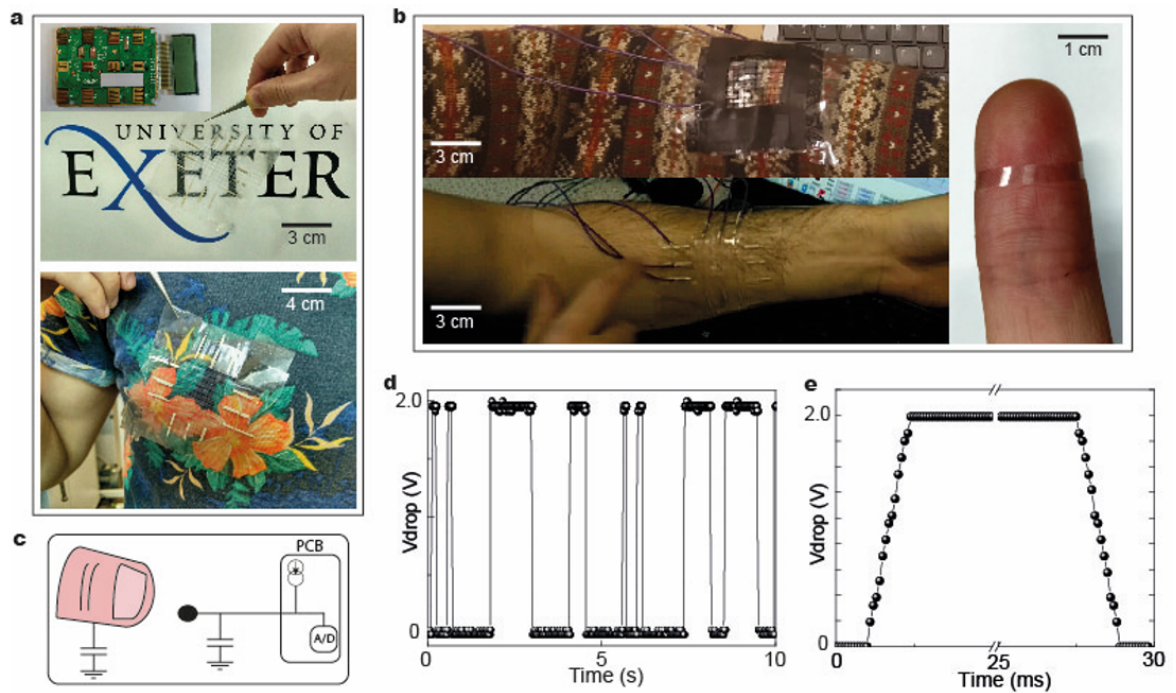 a
UNIVERSITY OF
EXETER
3 cm
4 cm
b
3 cm
3 cm
1 cm
c
PCB
A/D
d
2.0
Vdrop (V)
0
0
5
10
Time (s)
e
2.0
Vdrop (V)
0
0
25
30
Time (ms)